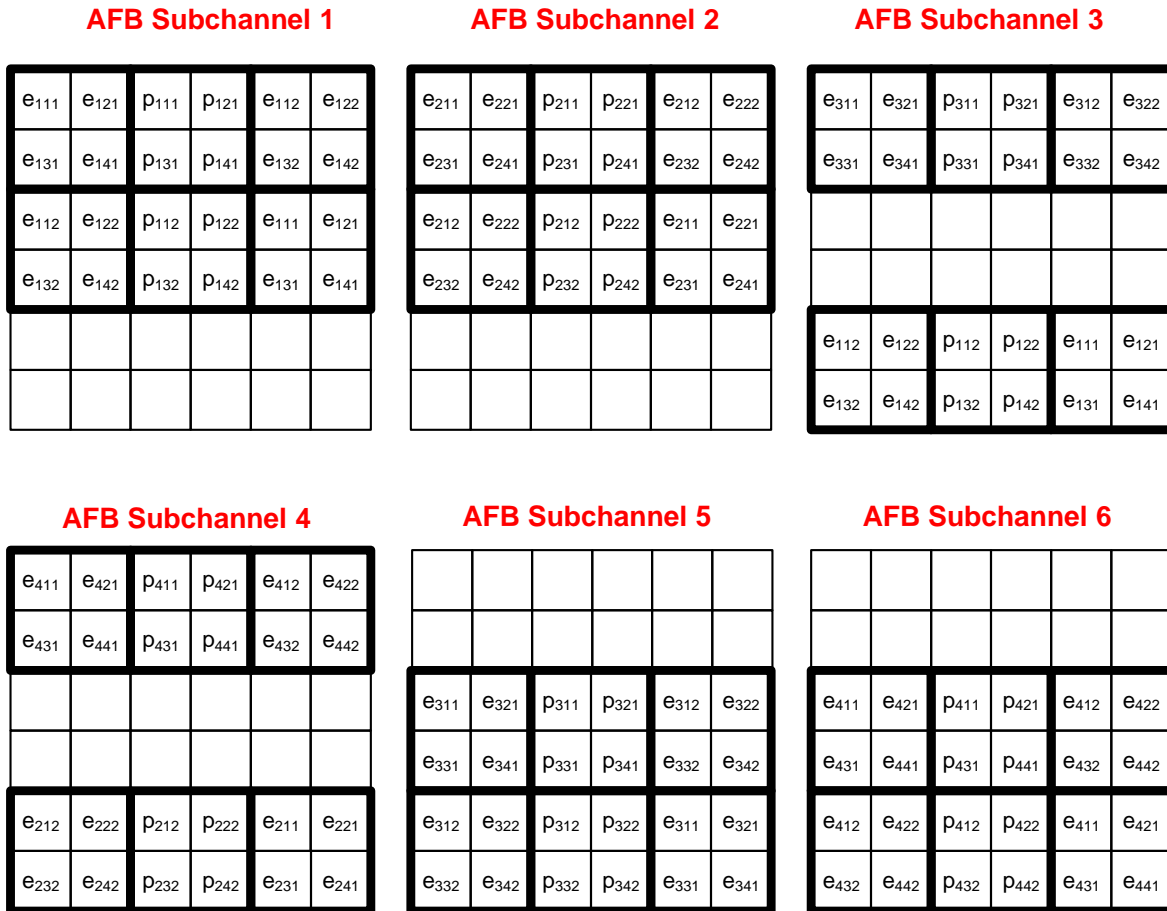 AFB Subchannel 1 AFB Subchannel 2 AFB Subchannel 3
e111 e121 p111 p121 e112 e122 e211 e221 p211 p221 e212 e222 e311 e321 p311 p321 e312 e322
e131 e141 p131 p141 e132 e142 e231 e241 p231 p241 e232 e242 e331 e341 p331 p341 e332 e342
e112 e122 p112 p122 e111 e121 e212 e222 p212 p222 e211 e221
e132 e142 p132 p142 e131 e141 e232 e242 p232 p242 e231 e241
e112 e122 p112 p122 e111 e121
e132 e142 p132 p142 e131 e141
AFB Subchannel 4 AFB Subchannel 5 AFB Subchannel 6
e411 e421 p411 p421 e412 e422
e431 e441 p431 p441 e432 e442
e311 e321 p311 p321 e312 e322 e411 e421 p411 p421 e412 e422
e331 e341 p331 p341 e332 e342 e431 e441 p431 p441 e432 e442
e212 e222 p212 p222 e211 e221 e312 e322 p312 p322 e311 e321 e412 e422 p412 p422 e411 e421
e232 e242 p232 p242 e231 e241 e332 e342 p332 p342 e331 e341 e432 e442 p432 p442 e431 e441